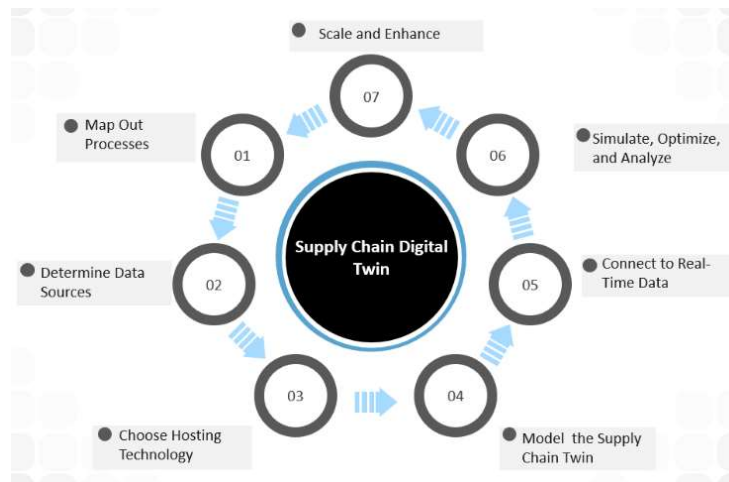 Scale and Enhance
07
Map Out
Processes
01
06
Simulate, Optimize,
and Analyze
Supply Chain Digital
Twin
Determine Data
Sources
02
05
Connect to Real-
Time Data
03
04
Choose Hosting
Technology
Model the Supply
Chain Twin